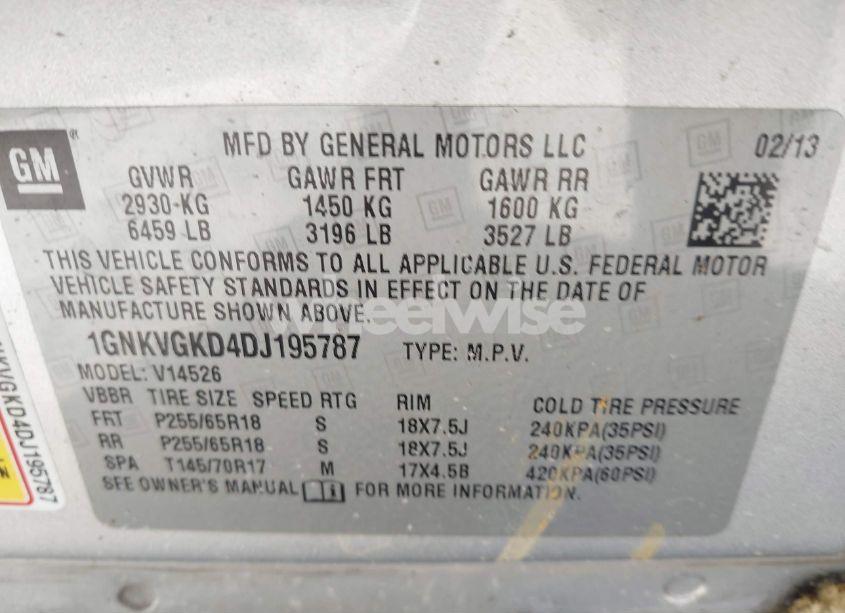 GM
MFD BY GENERAL MOTORS LLC 02/13
GVWR GAWR FRT GAWR RR
2930-KG 1450 KG 1600 KG
6459 LB 3196 LB 3527 LB
THIS VEHICLE CONFORMS TO ALL APPLICABLE U.S. FEDERAL MOTOR
VEHICLE SAFETY STANDARDS IN EFFECT ON THE DATE OF
MANUFACTURE SHOWN ABOVE.
wheelwise
1GNKVGKD4DJ195787 TYPE: M.P.V.
MODEL: V14526
VBBR TIRE SIZE SPEED RTG RIM COLD TIRE PRESSURE
FRT P255/65R18 S 18X7.5J 240KPA(35PSI)
RR P255/65R18 S 18X7.5J 240KPA(35PSI)
SPA T145/70R17 M 17X4.5B 420KPA(60PSI)
SEE OWNER'S MANUAL FOR MORE INFORMATION.
NKVGKD4DJ195787